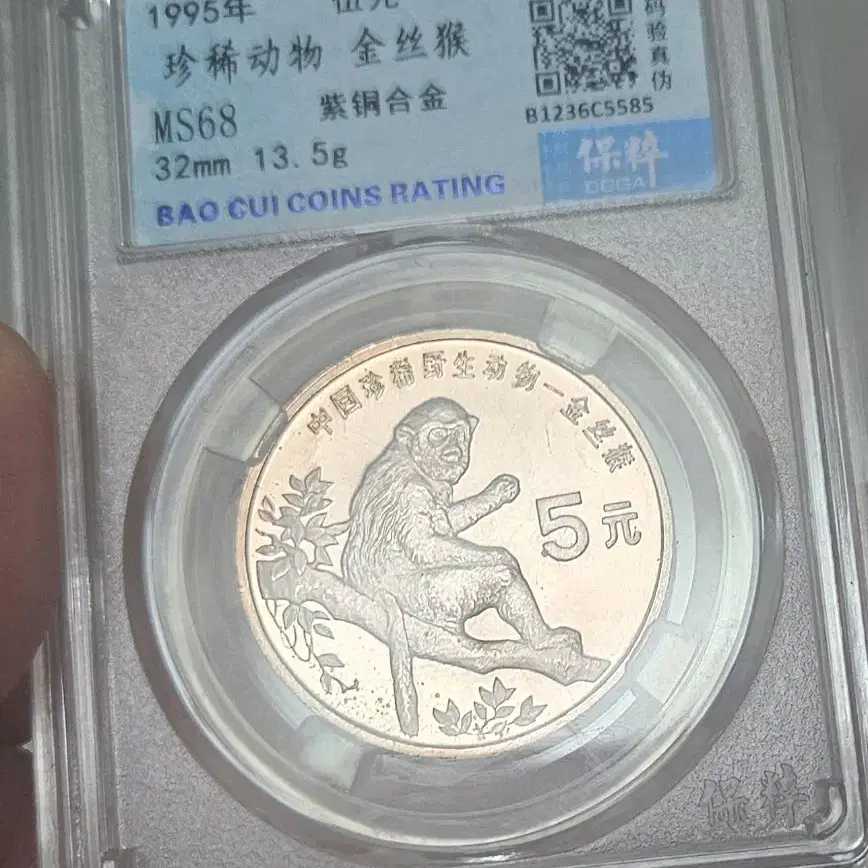 1995年 伍元
珍稀动物 金丝猴
MS68 紫铜合金
32mm 13.5g
BAO CUI COINS RATING
码验真伪
B1236C5585
保粹
中国珍稀野生动物—金丝猴
5元
保粹